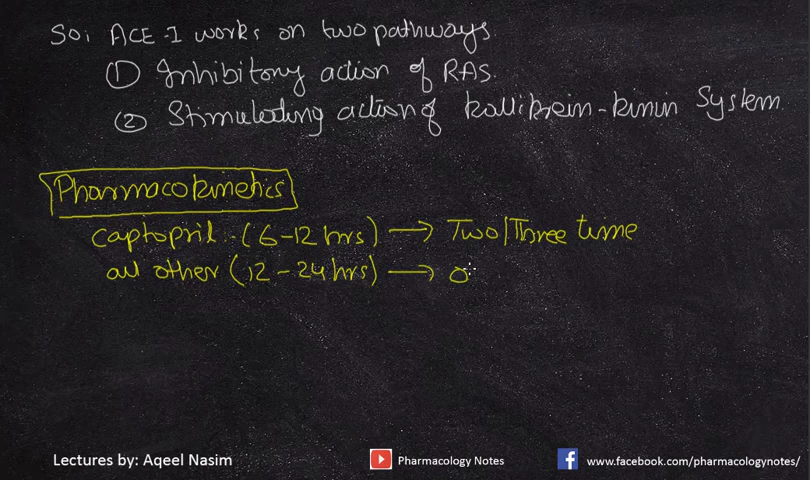 So, ACE-I works on two pathways
(1) Inhibitory action of RAS.
(2) Stimulating action of kallikrein-kinin System
Pharmacokinetics
captopril - (6-12 hrs) → Two/Three time
all other (12 - 24 hrs) → o
Lectures by: Aqeel Nasim
Pharmacology Notes
www.facebook.com/pharmacologynotes/